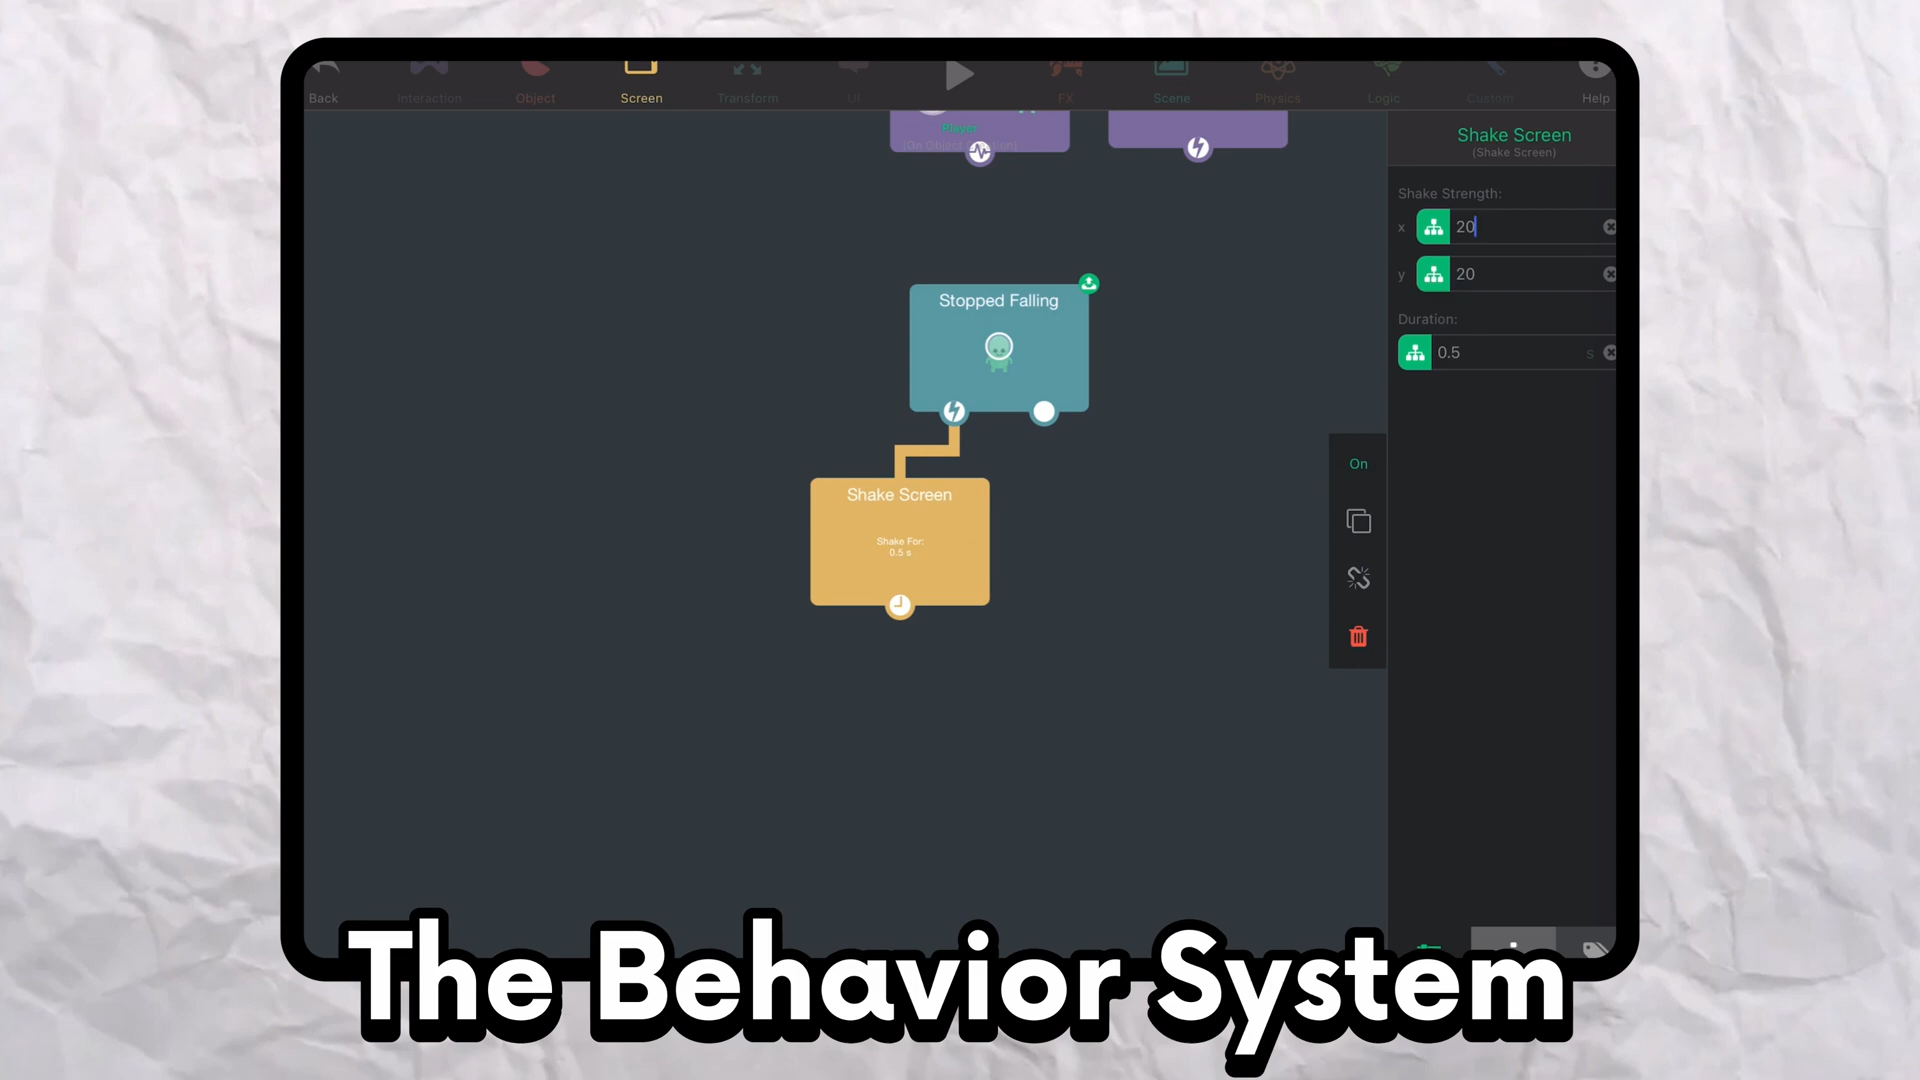 Back Interaction Object Screen Transform UI FX Scene Physics Logic Custom Help
Player
Shake Screen
(Shake Screen)
Shake Strength:
x 20
y 20
Duration:
0.5 s
Stopped Falling
Shake Screen
Shake For:
0.5 s
On
The Behavior System